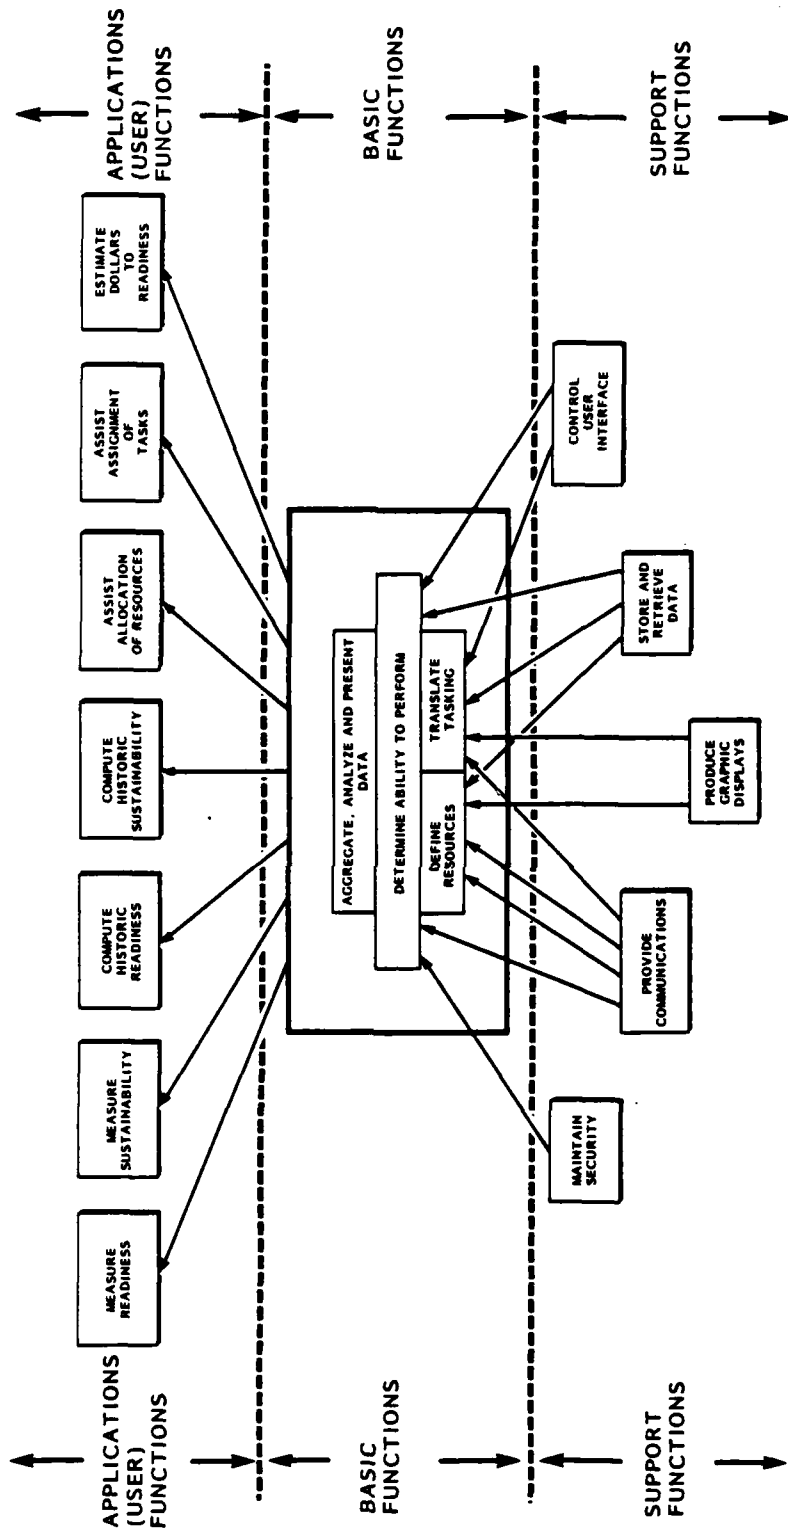 APPLICATIONS
(USER)
FUNCTIONS
BASIC
FUNCTIONS
SUPPORT
FUNCTIONS
MEASURE
READINESS
MEASURE
SUSTAINABILITY
COMPUTE
HISTORIC
READINESS
COMPUTE
HISTORIC
SUSTAINABILITY
ASSIST
ALLOCATION
OF RESOURCES
ASSIST
ASSIGNMENT
OF
TASKS
ESTIMATE
DOLLARS
TO
READINESS
AGGREGATE, ANALYZE AND PRESENT
DATA
DETERMINE ABILITY TO PERFORM
DEFINE
RESOURCES
TRANSLATE
TASKING
MAINTAIN
SECURITY
PROVIDE
COMMUNICATIONS
PRODUCE
GRAPHIC
DISPLAYS
STORE AND
RETRIEVE
DATA
CONTROL
USER
INTERFACE
APPLICATIONS
(USER)
FUNCTIONS
BASIC
FUNCTIONS
SUPPORT
FUNCTIONS